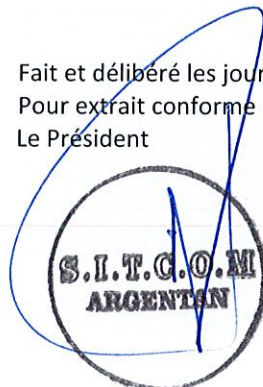 Fait et délibéré les jour
Pour extrait conforme
Le Président
S.I.T.C.O.M
ARGENTAN